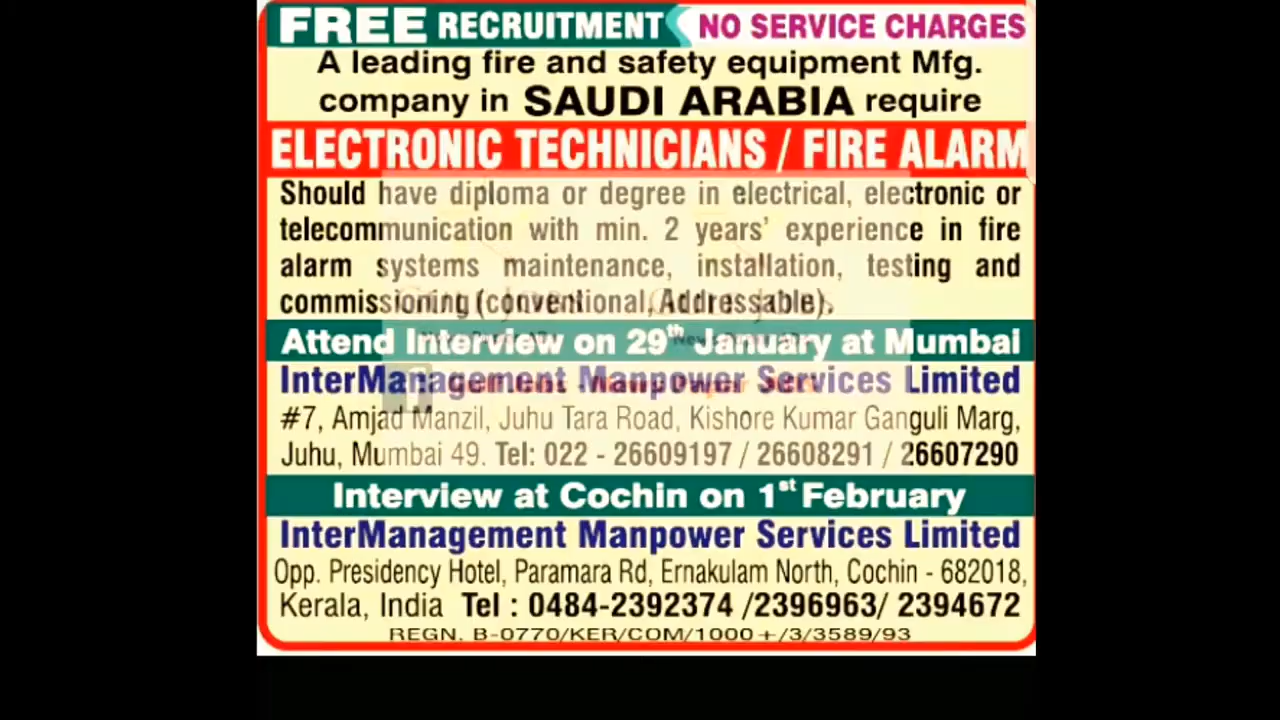 FREE RECRUITMENT NO SERVICE CHARGES
A leading fire and safety equipment Mfg.
company in SAUDI ARABIA require
ELECTRONIC TECHNICIANS / FIRE ALARM
Should have diploma or degree in electrical, electronic or
telecommunication with min. 2 years' experience in fire
alarm systems maintenance, installation, testing and
commissioning (conventional, Addressable).
Attend Interview on 29th January at Mumbai
InterManagement Manpower Services Limited
#7, Amjad Manzil, Juhu Tara Road, Kishore Kumar Ganguli Marg,
Juhu, Mumbai 49. Tel: 022 - 26609197 / 26608291 / 26607290
Interview at Cochin on 1st February
InterManagement Manpower Services Limited
Opp. Presidency Hotel, Paramara Rd, Ernakulam North, Cochin - 682018,
Kerala, India Tel : 0484-2392374 /2396963/ 2394672
REGN. B-0770/KER/COM/1000+/3/3589/93